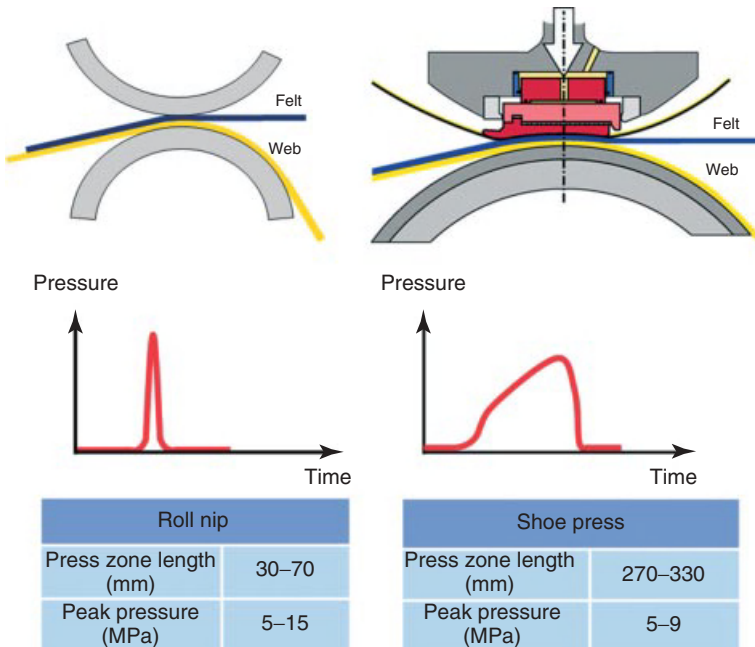 Felt
Web
Felt
Web
Pressure
Time
Pressure
Time
Roll nip
Press zone length
(mm)
30–70
Peak pressure
(MPa)
5–15
Shoe press
Press zone length
(mm)
270–330
Peak pressure
(MPa)
5–9